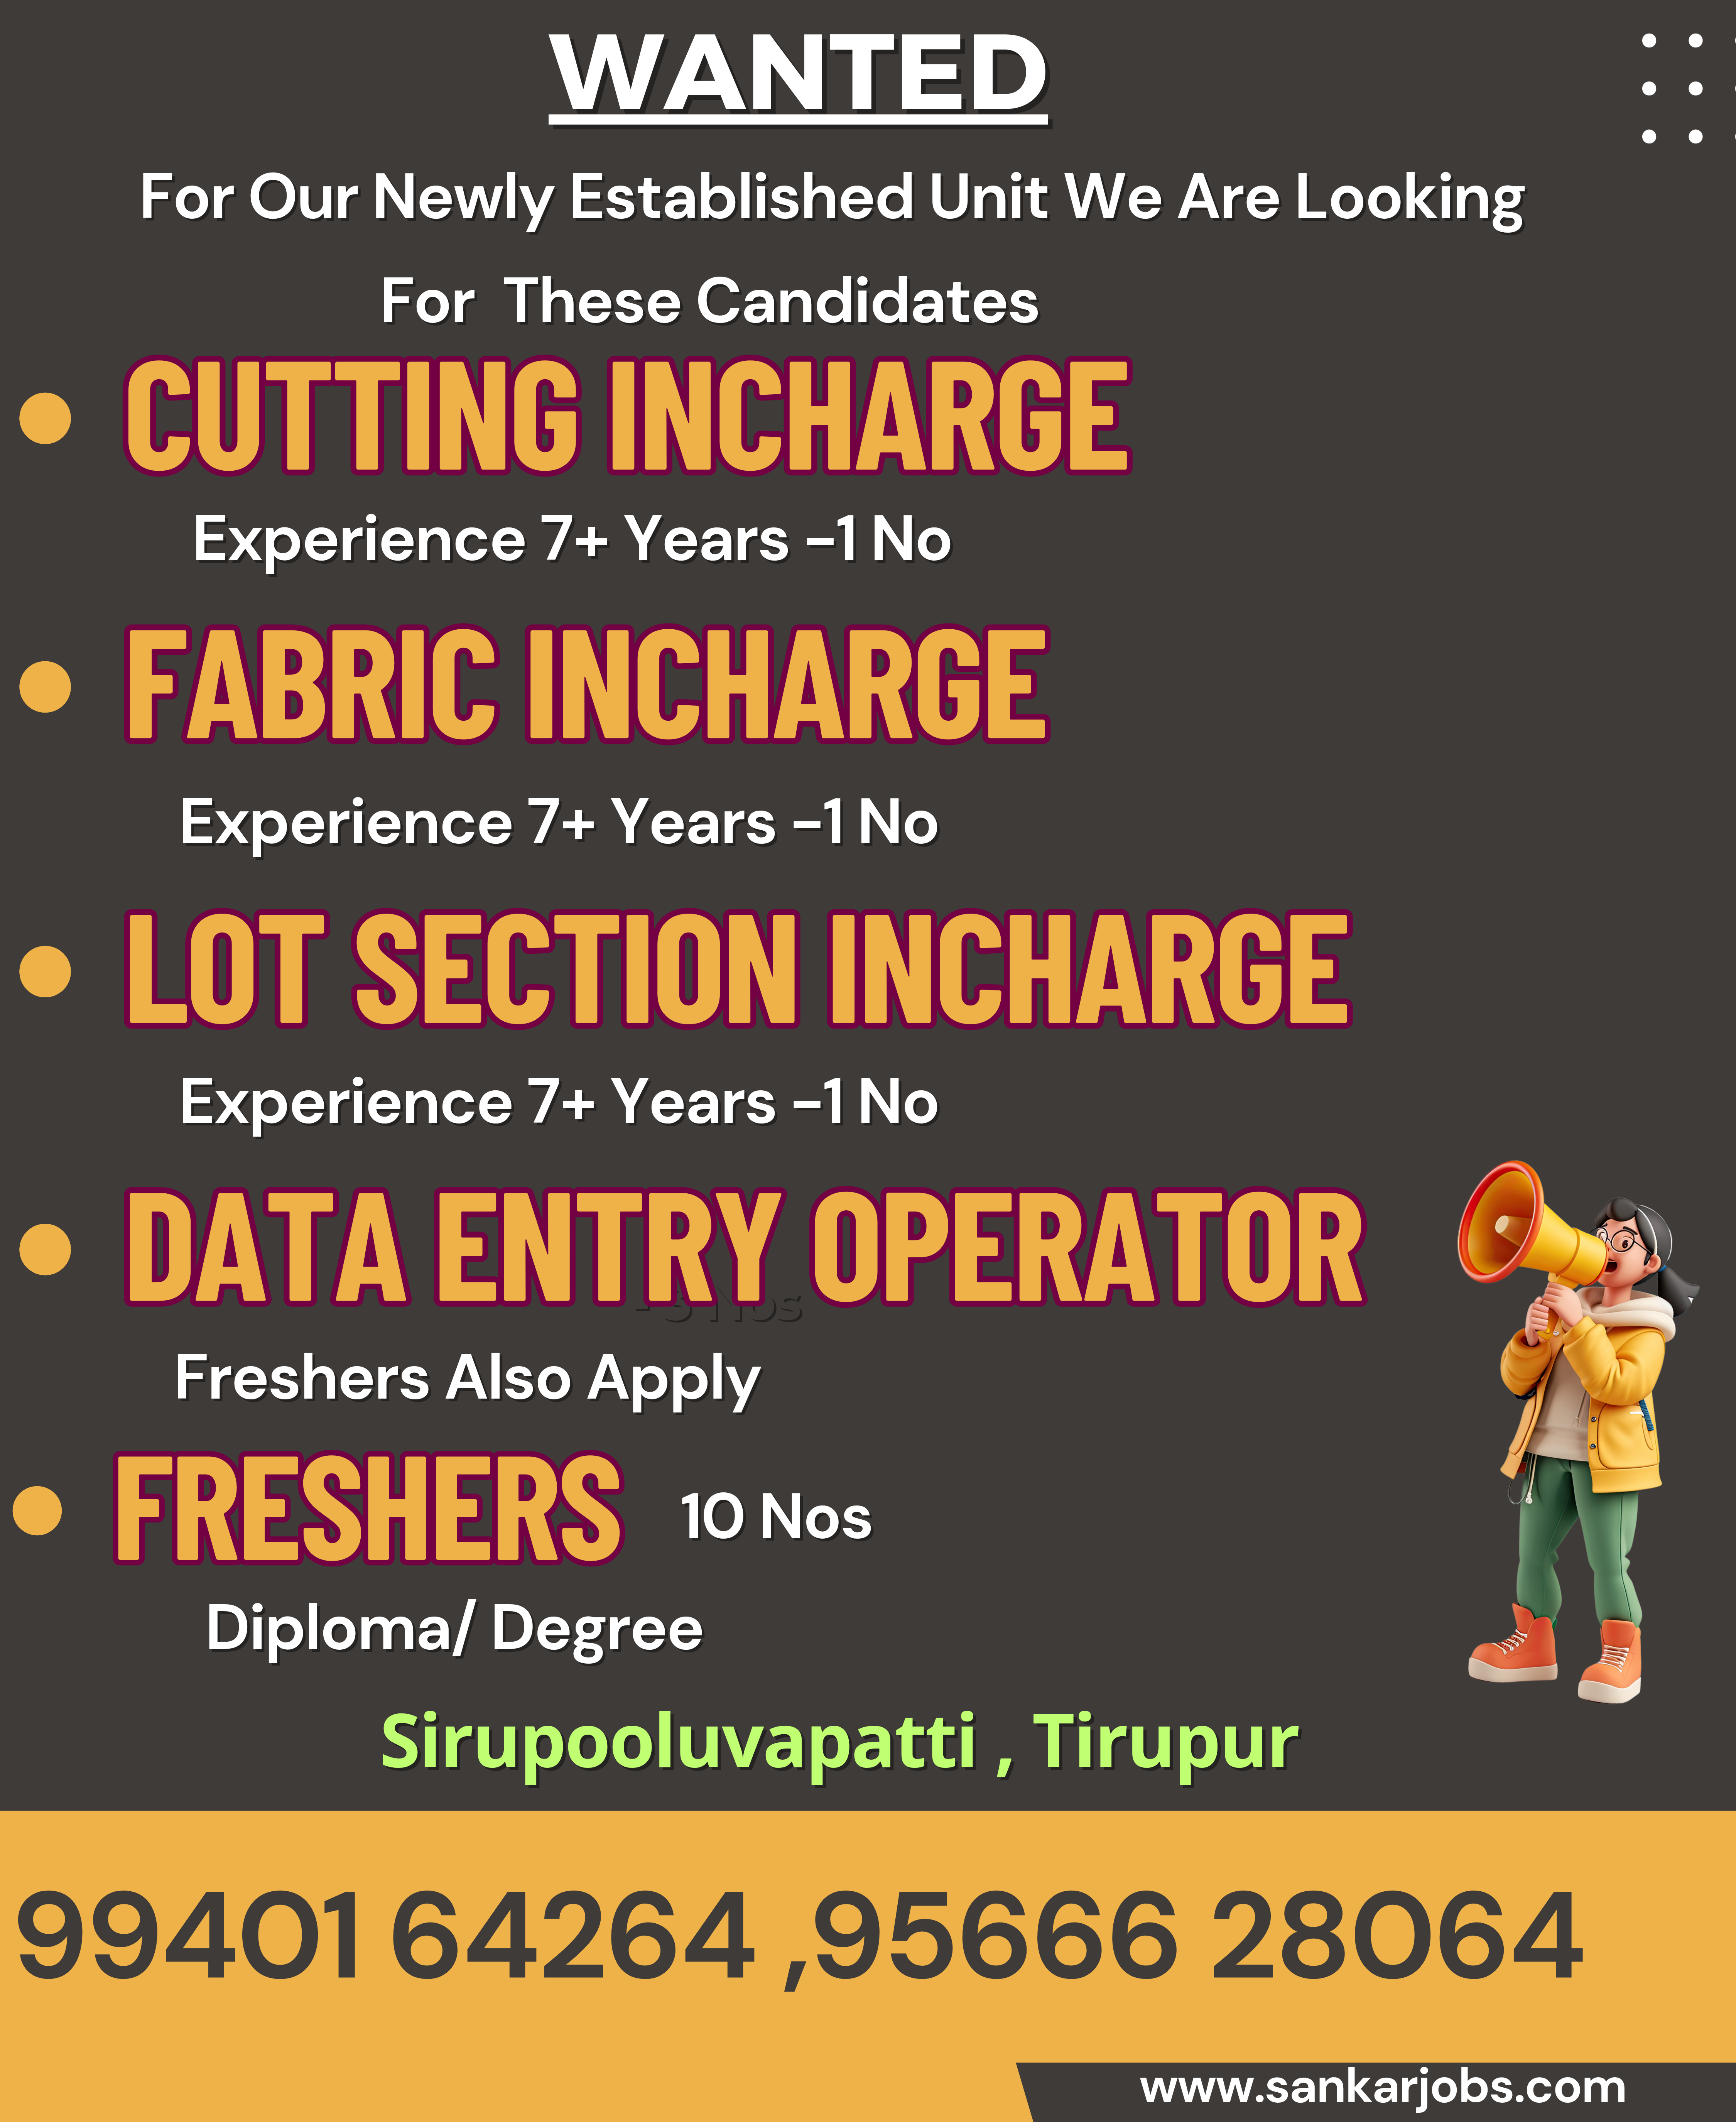 WANTED
For Our Newly Established Unit We Are Looking
For These Candidates
CUTTING INCHARGE
Experience 7+ Years -1 No
FABRIC INCHARGE
Experience 7+ Years -1 No
LOT SECTION INCHARGE
Experience 7+ Years -1 No
DATA ENTRY OPERATOR
- 3 Nos
Freshers Also Apply
FRESHERS 10 Nos
Diploma/ Degree
Sirupooluvapatti , Tirupur
99401 64264 ,95666 28064
www.sankarjobs.com